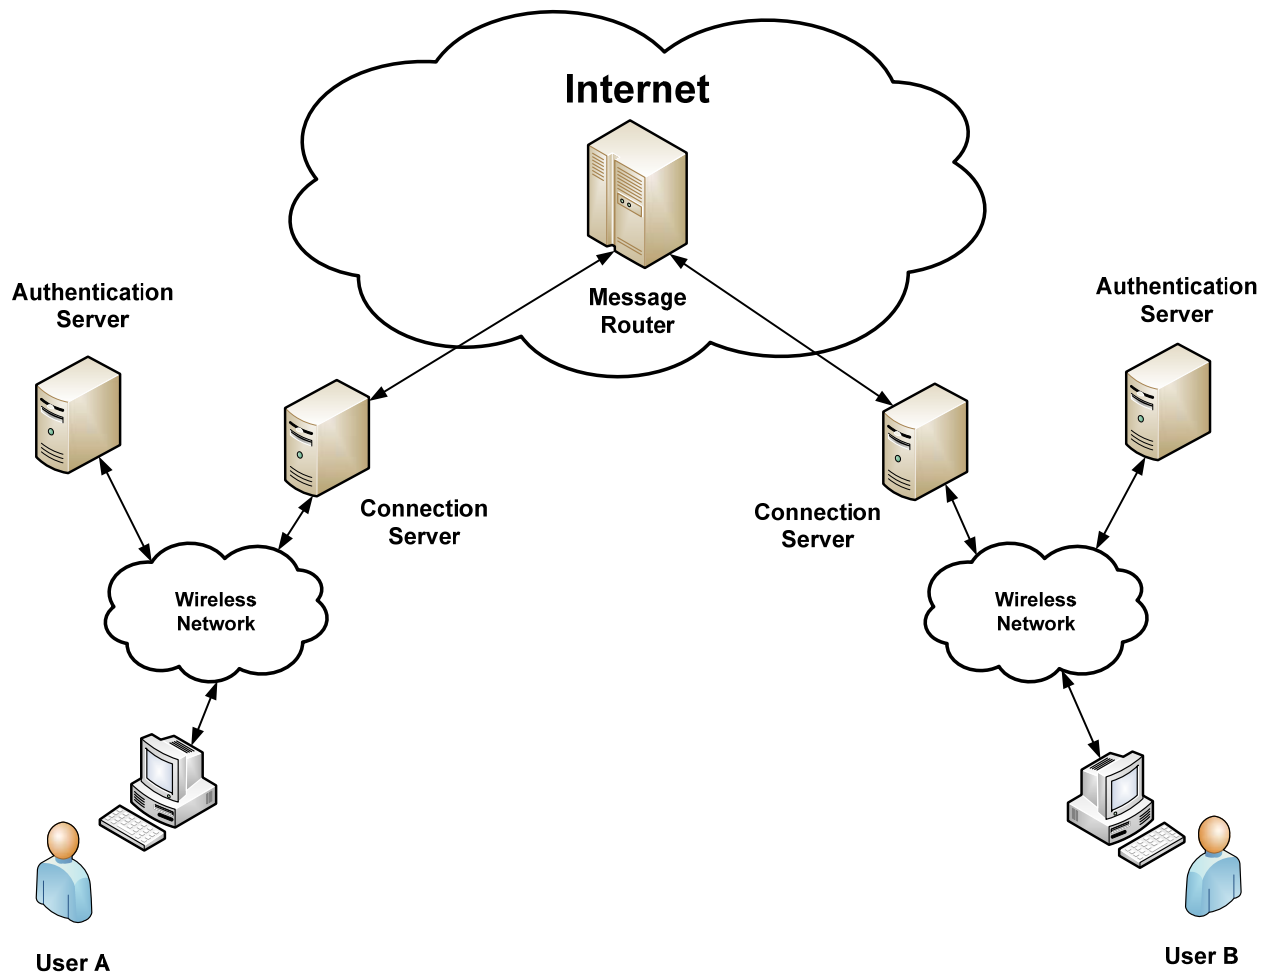 Internet
Message
Router
Authentication
Server
Authentication
Server
Connection
Server
Connection
Server
Wireless
Network
Wireless
Network
User A
User B